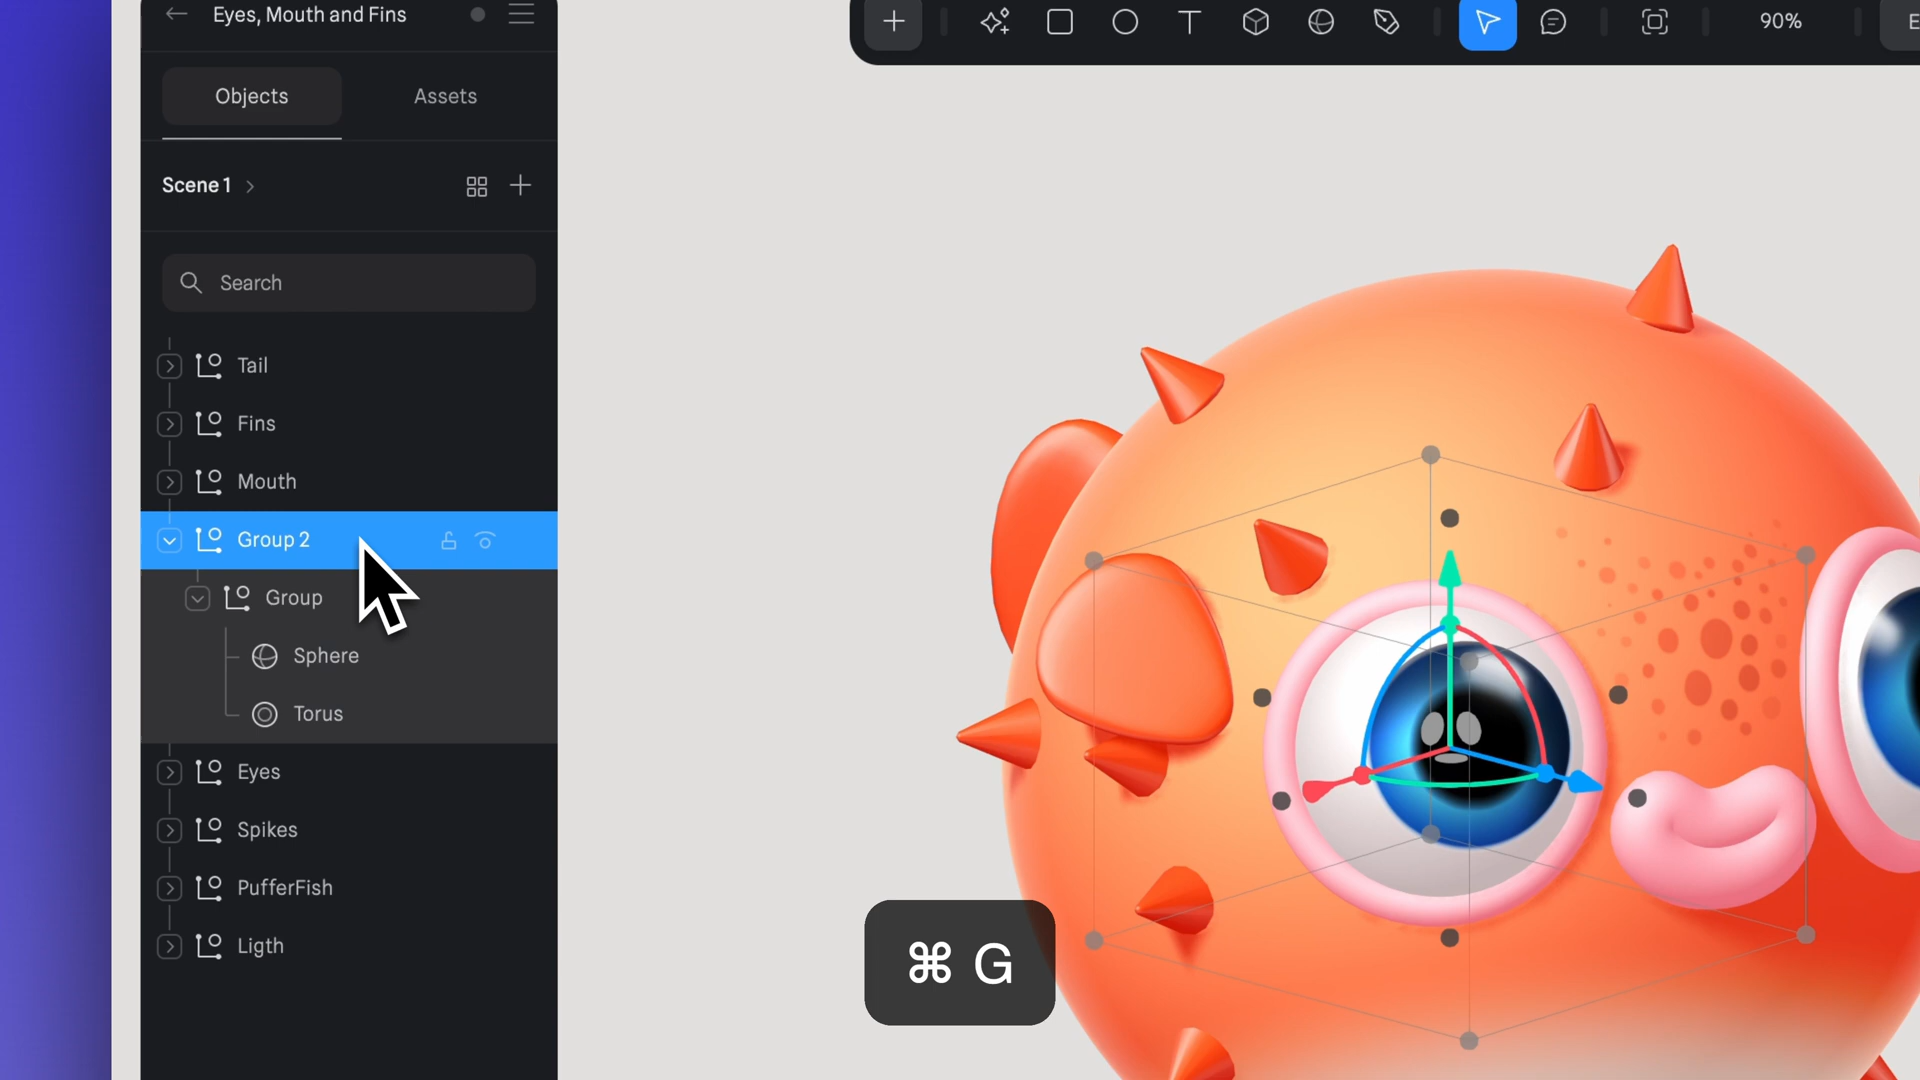 Eyes, Mouth and Fins
90%
E
Objects
Assets
Scene 1
Search
Tail
Fins
Mouth
Group 2
Group
Sphere
Torus
Eyes
Spikes
PufferFish
Ligth
⌘ G